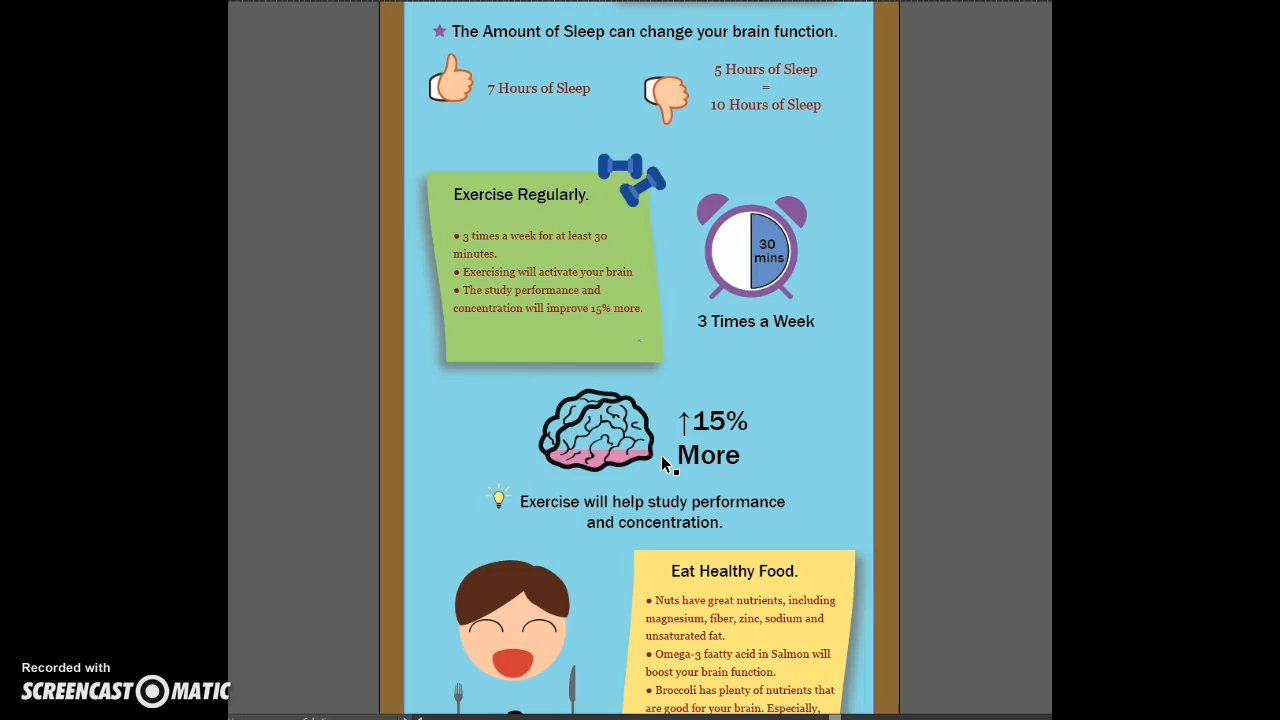 ★ The Amount of Sleep can change your brain function.
7 Hours of Sleep
5 Hours of Sleep
=
10 Hours of Sleep
Exercise Regularly.
● 3 times a week for at least 30
minutes.
● Exercising will activate your brain
● The study performance and
concentration will improve 15% more.
30
mins
3 Times a Week
↑15%
More
Exercise will help study performance
and concentration.
Eat Healthy Food.
● Nuts have great nutrients, including
magnesium, fiber, zinc, sodium and
unsaturated fat.
● Omega-3 faatty acid in Salmon will
boost your brain function.
● Broccoli has plenty of nutrients that
are good for your brain. Especially,
Recorded with
SCREENCAST-O-MATIC